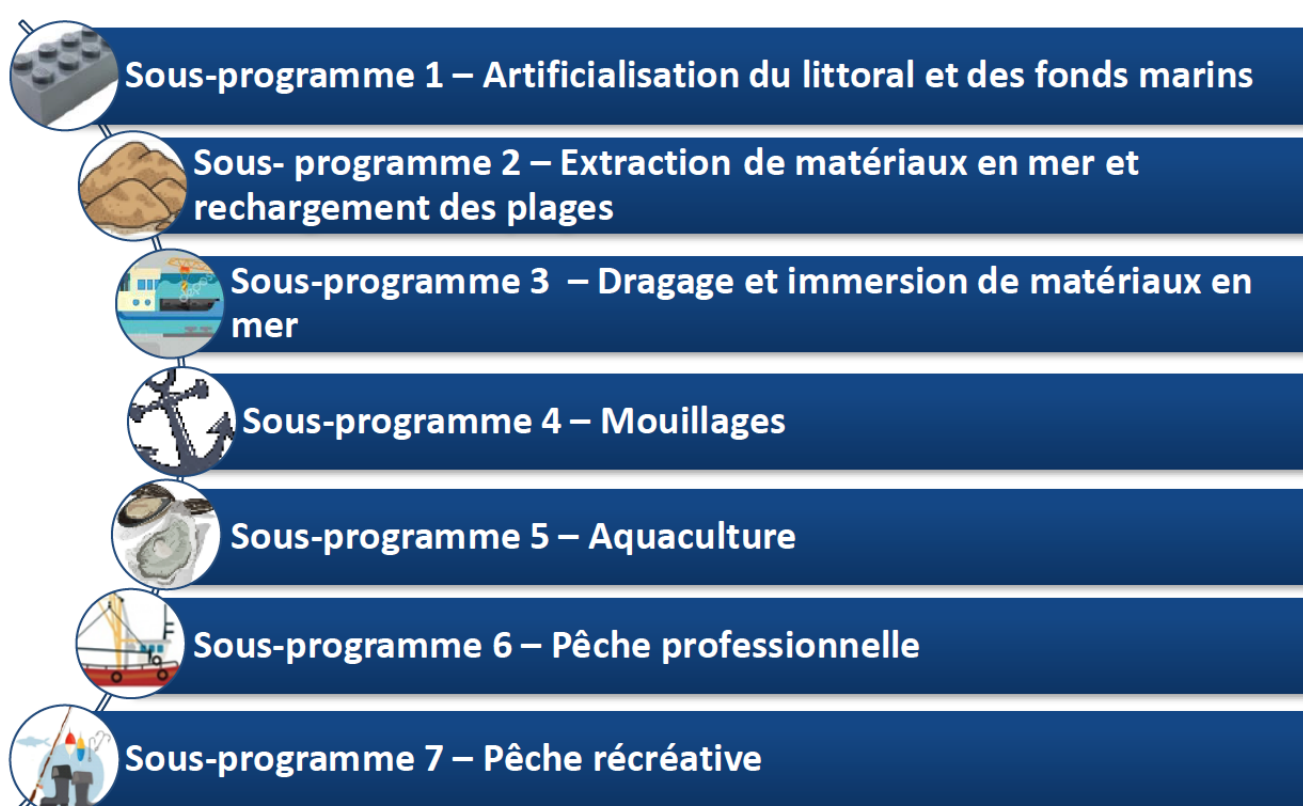 Sous-programme 1 – Artificialisation du littoral et des fonds marins
Sous- programme 2 – Extraction de matériaux en mer et
rechargement des plages
Sous-programme 3  – Dragage et immersion de matériaux en
mer
Sous-programme 4 – Mouillages
Sous-programme 5 – Aquaculture
Sous-programme 6 – Pêche professionnelle
Sous-programme 7 – Pêche récréative